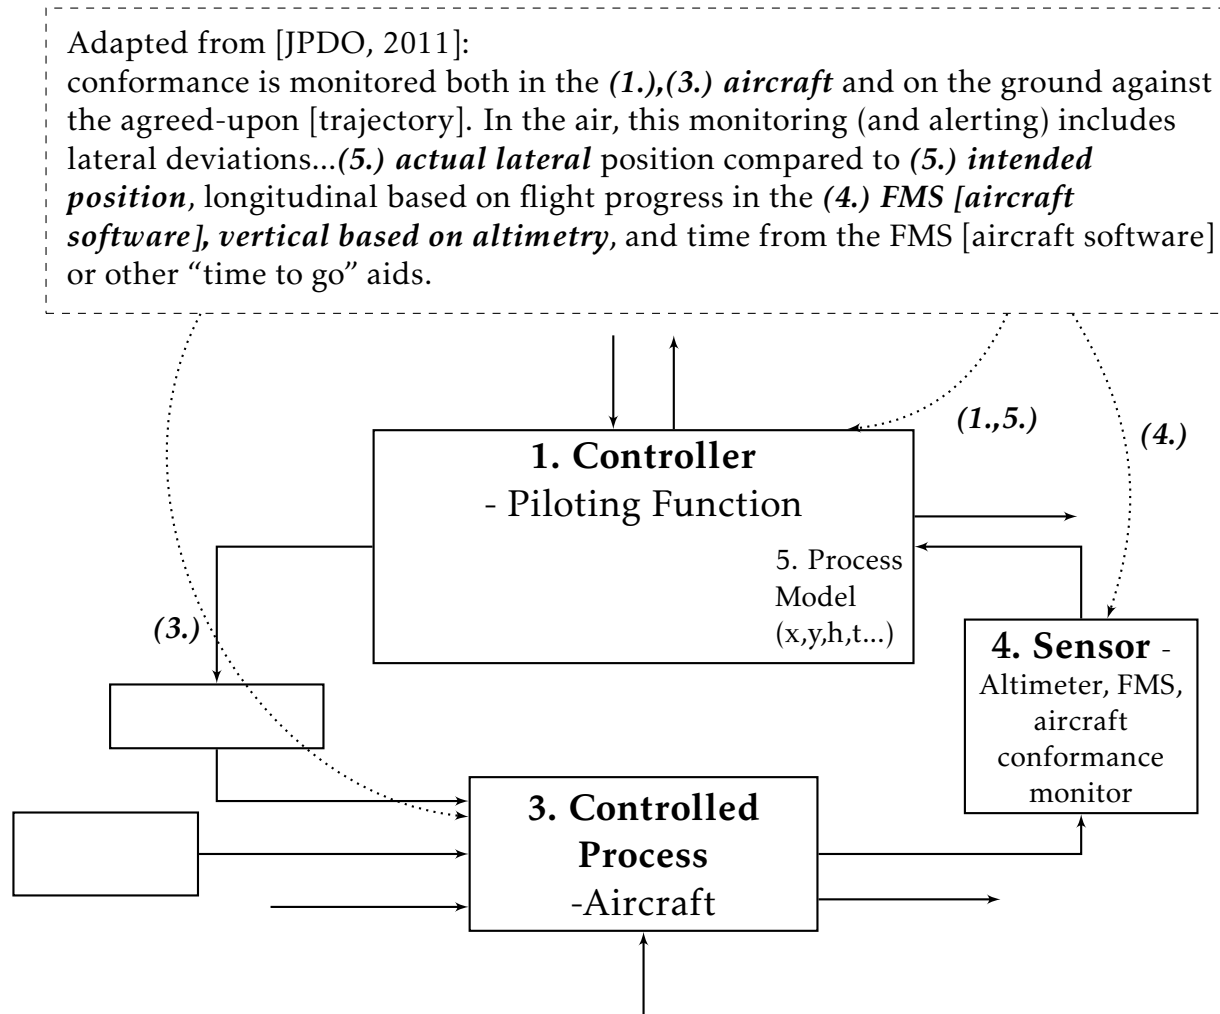 Adapted from [JPDO, 2011]:
conformance is monitored both in the (1.),(3.) aircraft and on the ground against
the agreed-upon [trajectory]. In the air, this monitoring (and alerting) includes
lateral deviations...(5.) actual lateral position compared to (5.) intended
position, longitudinal based on flight progress in the (4.) FMS [aircraft
software], vertical based on altimetry, and time from the FMS [aircraft software]
or other “time to go” aids.
(1.,5.)
(4.)
1. Controller
- Piloting Function
5. Process
Model
(x,y,h,t...)
(3.)
4. Sensor -
Altimeter, FMS,
aircraft
conformance
monitor
3. Controlled
Process
-Aircraft